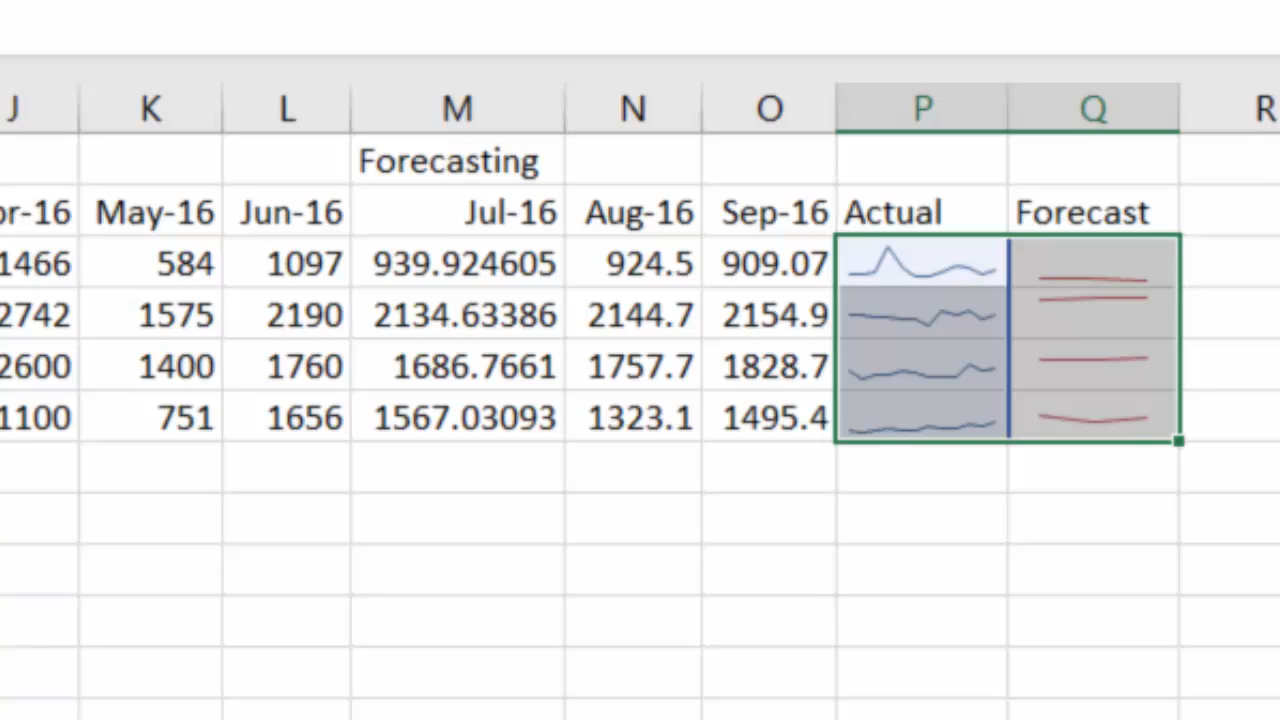 J K L M N O P Q R
Forecasting
pr-16 May-16 Jun-16 Jul-16 Aug-16 Sep-16 Actual Forecast
1466 584 1097 939.924605 924.5 909.07
2742 1575 2190 2134.63386 2144.7 2154.9
2600 1400 1760 1686.7661 1757.7 1828.7
1100 751 1656 1567.03093 1323.1 1495.4